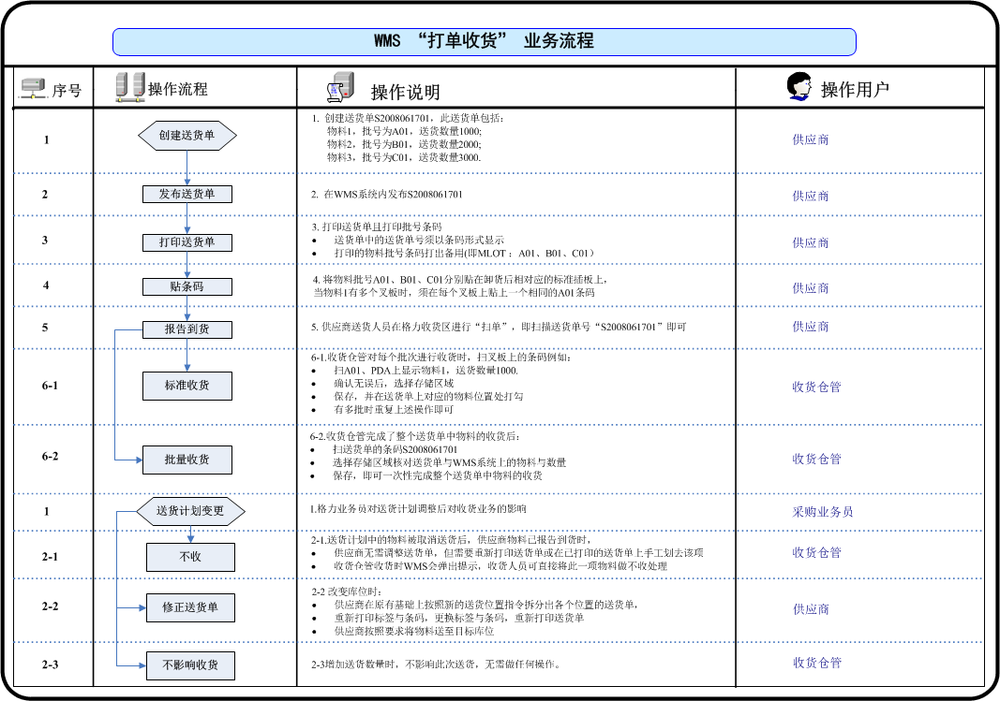 WMS “打单收货” 业务流程
序号
操作流程
操作说明
操作用户
1
创建送货单
1. 创建送货单S2008061701，此送货单包括:
物料1，批号为A01，送货数量1000;
物料2，批号为B01，送货数量2000;
物料3，批号为C01，送货数量3000.
供应商
2
发布送货单
2. 在WMS系统内发布S2008061701
供应商
3
打印送货单
3. 打印送货单且打印批号条码
• 送货单中的送货单号须以条码形式显示
• 打印的物料批号条码打出备用(即MLOT：A01、B01、C01）
供应商
4
贴条码
4. 将物料批号A01、B01、C01分别贴在卸货后相对应的标准插板上，
当物料1有多个叉板时，须在每个叉板上贴上一个相同的A01条码
供应商
5
报告到货
5. 供应商送货人员在格力收货区进行“扫单”，即扫描送货单号“S2008061701”即可
供应商
6-1
标准收货
6-1.收货仓管对每个批次进行收货时，扫叉板上的条码例如:
• 扫A01、PDA上显示物料1，送货数量1000.
• 确认无误后，选择存储区域
• 保存，并在送货单上对应的物料位置处打勾
• 有多批时重复上述操作即可
收货仓管
6-2
批量收货
6-2.收货仓管完成了整个送货单中物料的收货后:
• 扫送货单的条码S2008061701
• 选择存储区域核对送货单与WMS系统上的物料与数量
• 保存，即可一次性完成整个送货单中物料的收货
收货仓管
1
送货计划变更
1.格力业务员对送货计划调整后对收货业务的影响
采购业务员
2-1
不收
2-1.送货计划中的物料被取消送货后，供应商物料已报告到货时，
• 供应商无需调整送货单，但需要重新打印送货单或在已打印的送货单上手工划去该项
• 收货仓管收货时WMS会弹出提示，收货人员可直接将此一项物料做不收处理
收货仓管
2-2
修正送货单
2-2 改变库位时:
• 供应商在原有基础上按照新的送货位置指令拆分出各个位置的送货单，
• 重新打印标签与条码，更换标签与条码，重新打印送货单
• 供应商按照要求将物料送至目标库位
供应商
2-3
不影响收货
2-3增加送货数量时，不影响此次送货，无需做任何操作。
收货仓管